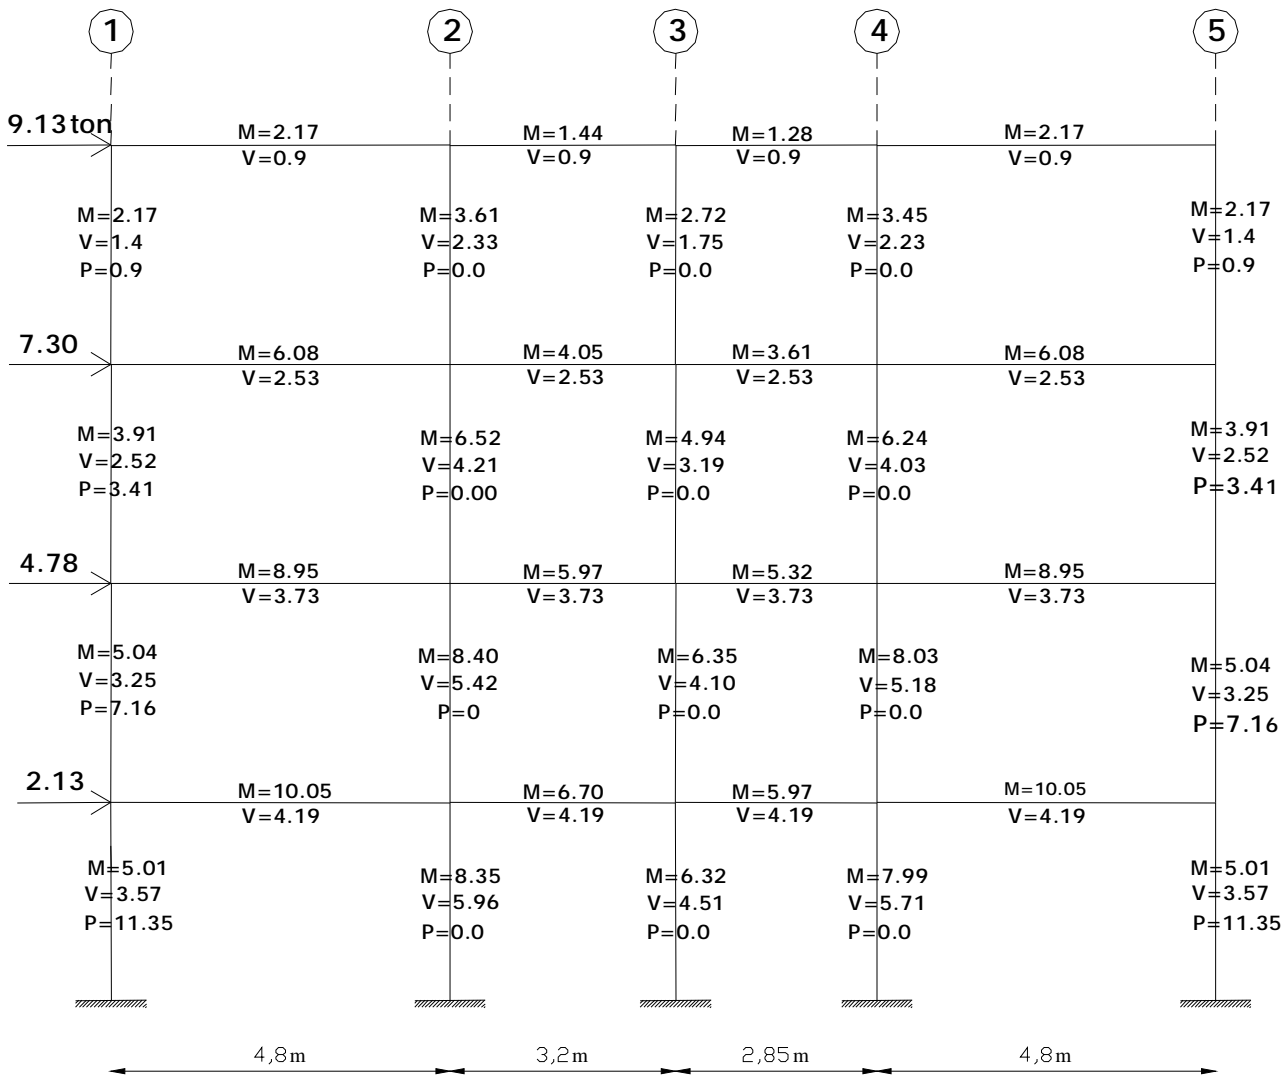 1 2 3 4 5
9.13 ton
M=2.17 M=1.44 M=1.28 M=2.17
V=0.9 V=0.9 V=0.9 V=0.9
M=2.17 M=3.61 M=2.72 M=3.45 M=2.17
V=1.4 V=2.33 V=1.75 V=2.23 V=1.4
P=0.9 P=0.0 P=0.0 P=0.0 P=0.9
7.30
M=6.08 M=4.05 M=3.61 M=6.08
V=2.53 V=2.53 V=2.53 V=2.53
M=3.91 M=6.52 M=4.94 M=6.24 M=3.91
V=2.52 V=4.21 V=3.19 V=4.03 V=2.52
P=3.41 P=0.00 P=0.0 P=0.0 P=3.41
4.78
M=8.95 M=5.97 M=5.32 M=8.95
V=3.73 V=3.73 V=3.73 V=3.73
M=5.04 M=8.40 M=6.35 M=8.03 M=5.04
V=3.25 V=5.42 V=4.10 V=5.18 V=3.25
P=7.16 P=0 P=0.0 P=0.0 P=7.16
2.13
M=10.05 M=6.70 M=5.97 M=10.05
V=4.19 V=4.19 V=4.19 V=4.19
M=5.01 M=8.35 M=6.32 M=7.99 M=5.01
V=3.57 V=5.96 V=4.51 V=5.71 V=3.57
P=11.35 P=0.0 P=0.0 P=0.0 P=11.35
4,8m 3,2m 2,85m 4,8m